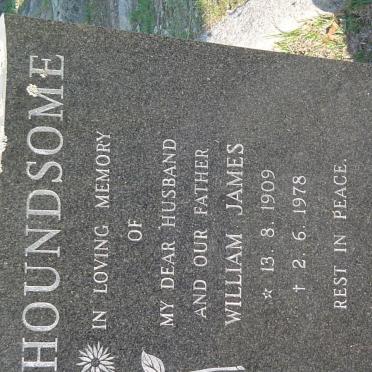 HOUNDSOME
IN LOVING MEMORY
OF
MY DEAR HUSBAND
AND OUR FATHER
WILLIAM JAMES
☆ 13. 8. 1909
† 2. 6. 1978
REST IN PEACE.